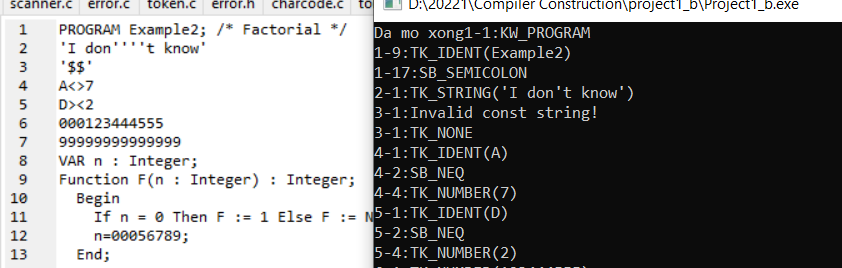 scanner.c error.c token.c error.h charcode.c
D:\20221\Compiler Construction\project1_b\Project1_b.exe
1 PROGRAM Example2; /* Factorial */
2 'I don''''t know'
3 '$$'
4 A<>7
5 D><2
6 000123444555
7 99999999999999
8 VAR n : Integer;
9 Function F(n : Integer) : Integer;
10 Begin
11 If n = 0 Then F := 1 Else F := N
12 n=00056789;
13 End;
Da mo xong1-1:KW_PROGRAM
1-9:TK_IDENT(Example2)
1-17:SB_SEMICOLON
2-1:TK_STRING('I don't know')
3-1:Invalid const string!
3-1:TK_NONE
4-1:TK_IDENT(A)
4-2:SB_NEQ
4-4:TK_NUMBER(7)
5-1:TK_IDENT(D)
5-2:SB_NEQ
5-4:TK_NUMBER(2)